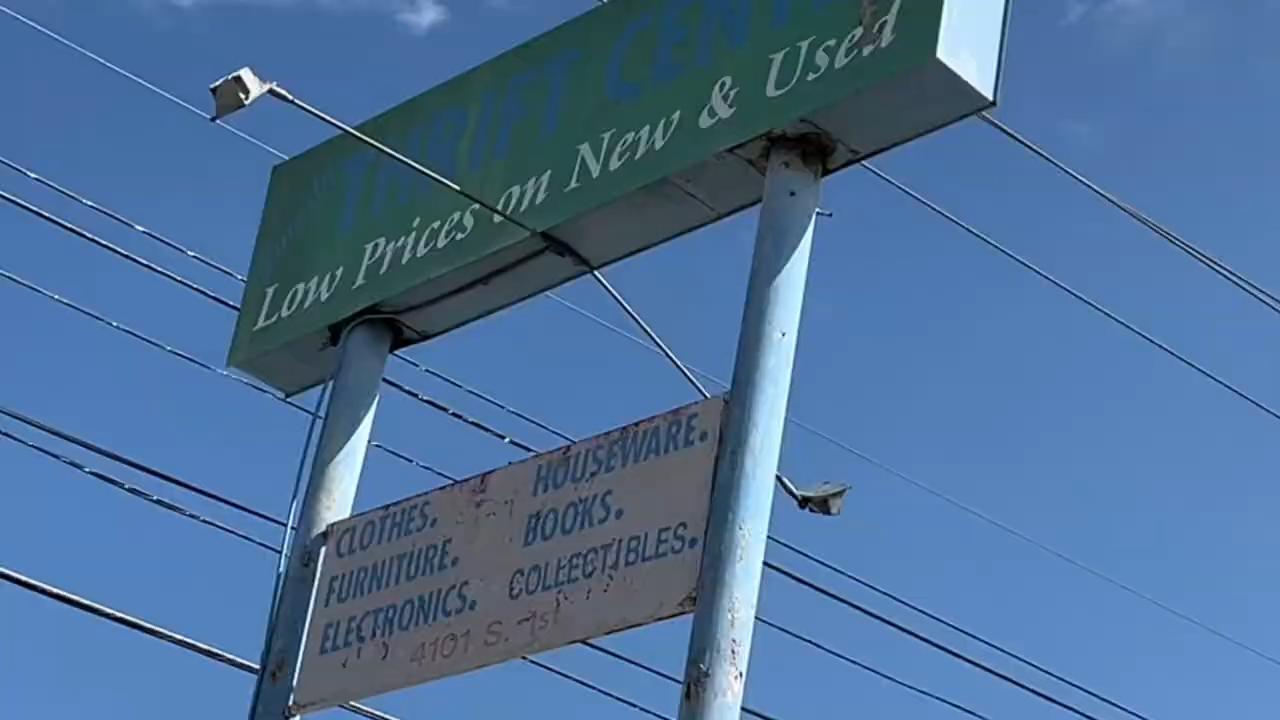 THRIFT CENT
Low Prices on New & Used
CLOTHES.
FURNITURE.
ELECTRONICS.
HOUSEWARE.
BOOKS.
COLLECTIBLES.
4101 S. 1st